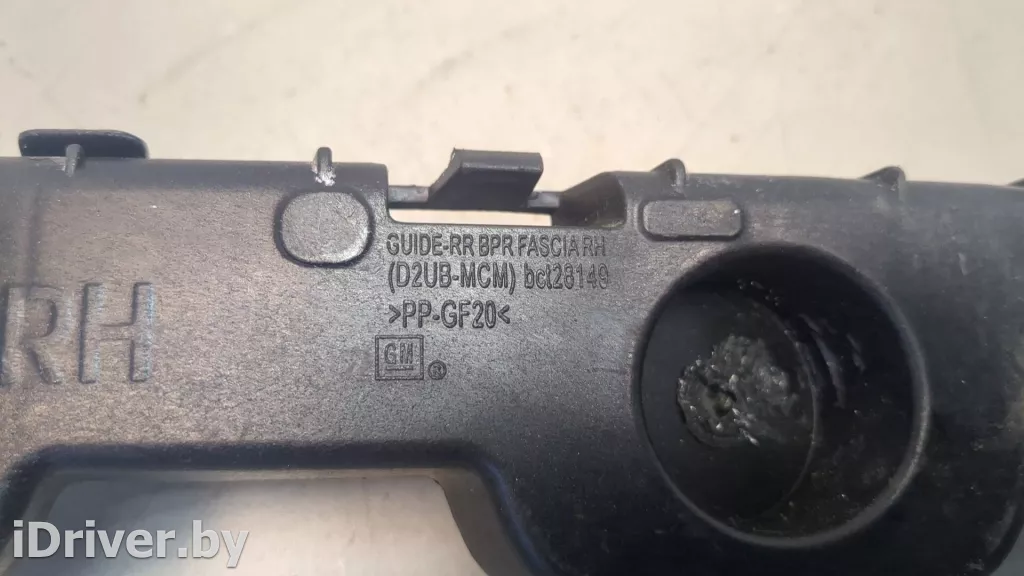 GUIDE-RR BPR FASCIA RH
(D2UB-MCM) bct28149
>PP-GF20<
GM
®
RH
iDriver.by